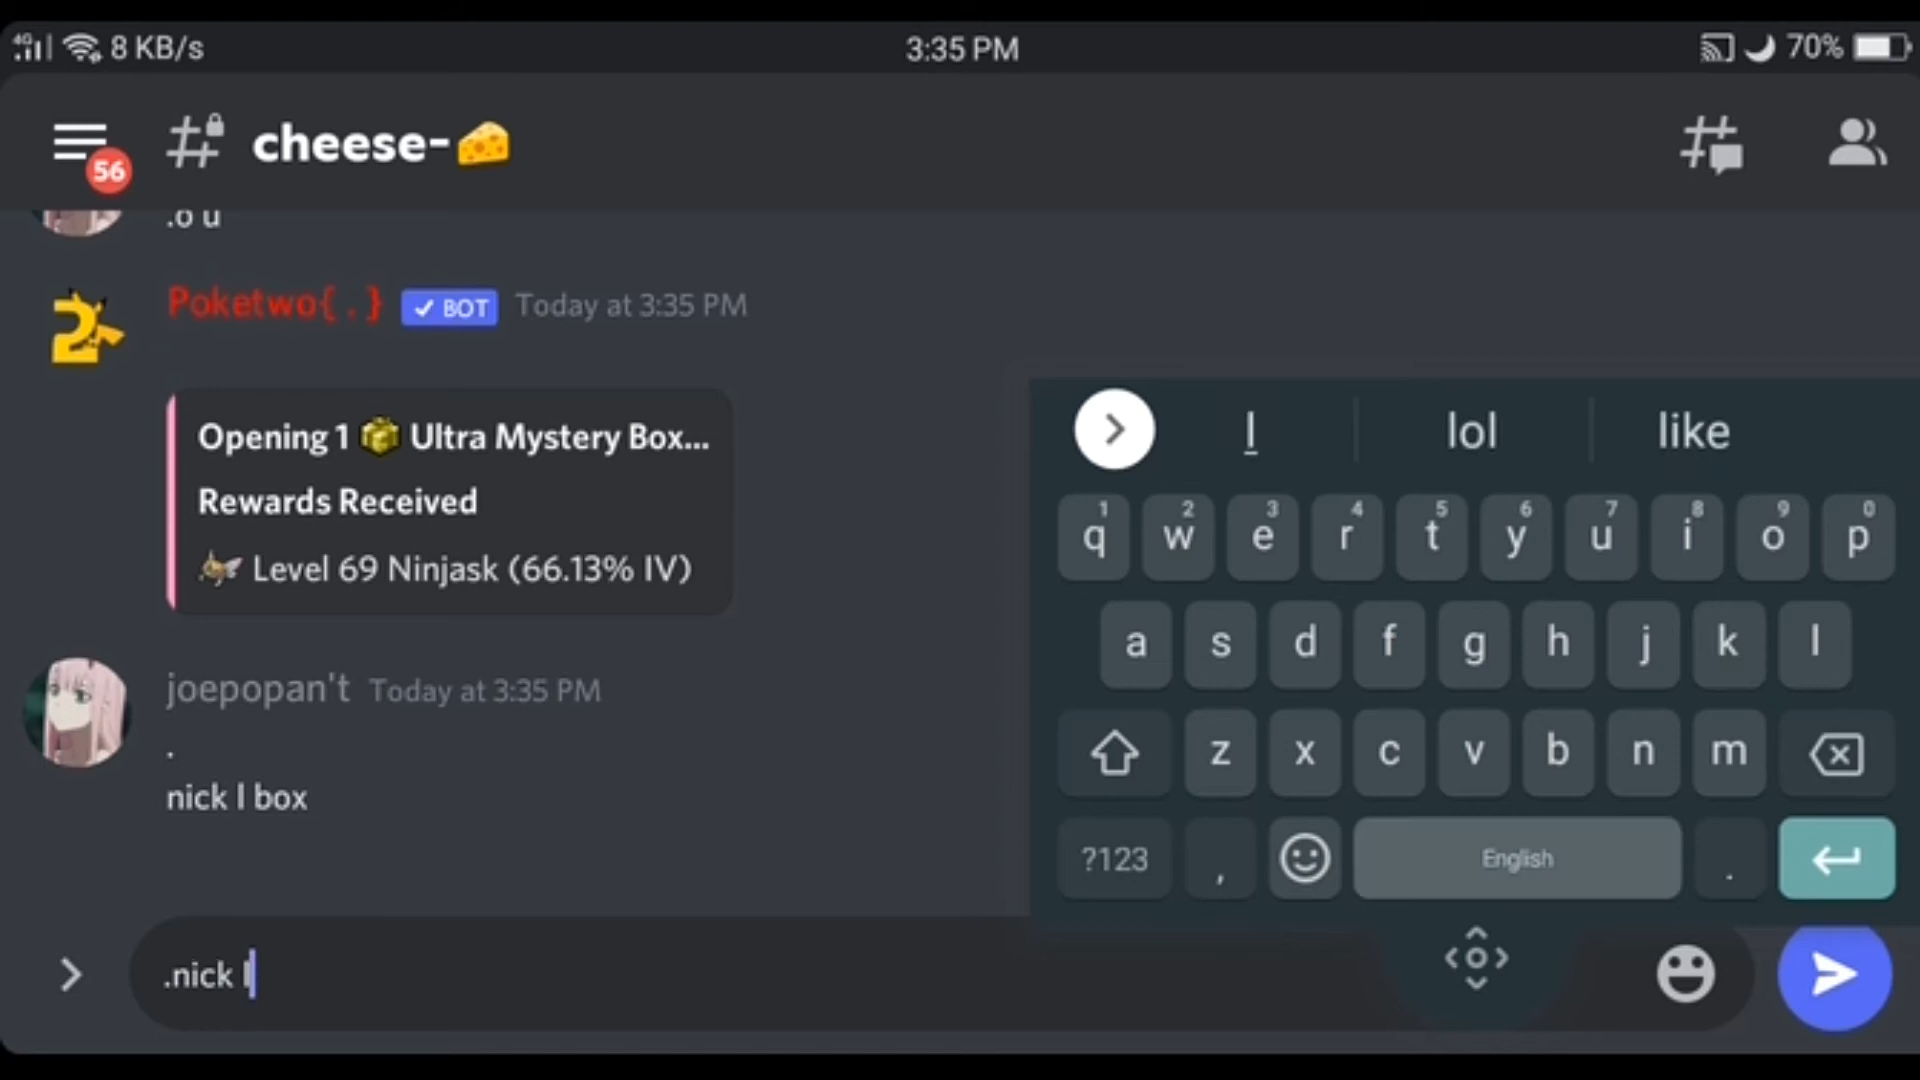 4G 8 KB/s 3:35 PM 70%
56 cheese-🧀
.o u
Poketwo{.} ✓ BOT Today at 3:35 PM
Opening 1 Ultra Mystery Box...
Rewards Received
Level 69 Ninjask (66.13% IV)
joepopan't Today at 3:35 PM
.
nick l box
.nick l
l lol like
1 2 3 4 5 6 7 8 9 0
q w e r t y u i o p
a s d f g h j k l
z x c v b n m
?123 , English .